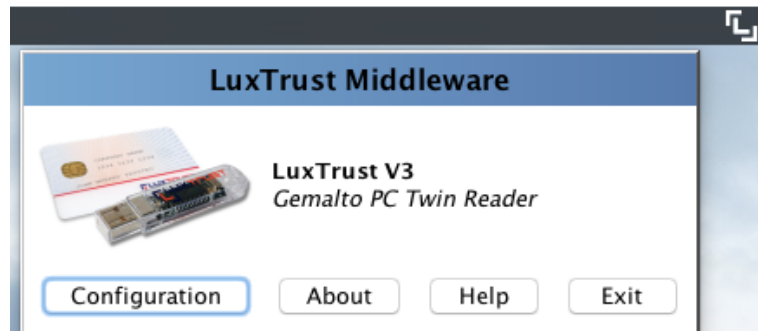 LuxTrust Middleware
LuxTrust V3
Gemalto PC Twin Reader
Configuration About Help Exit